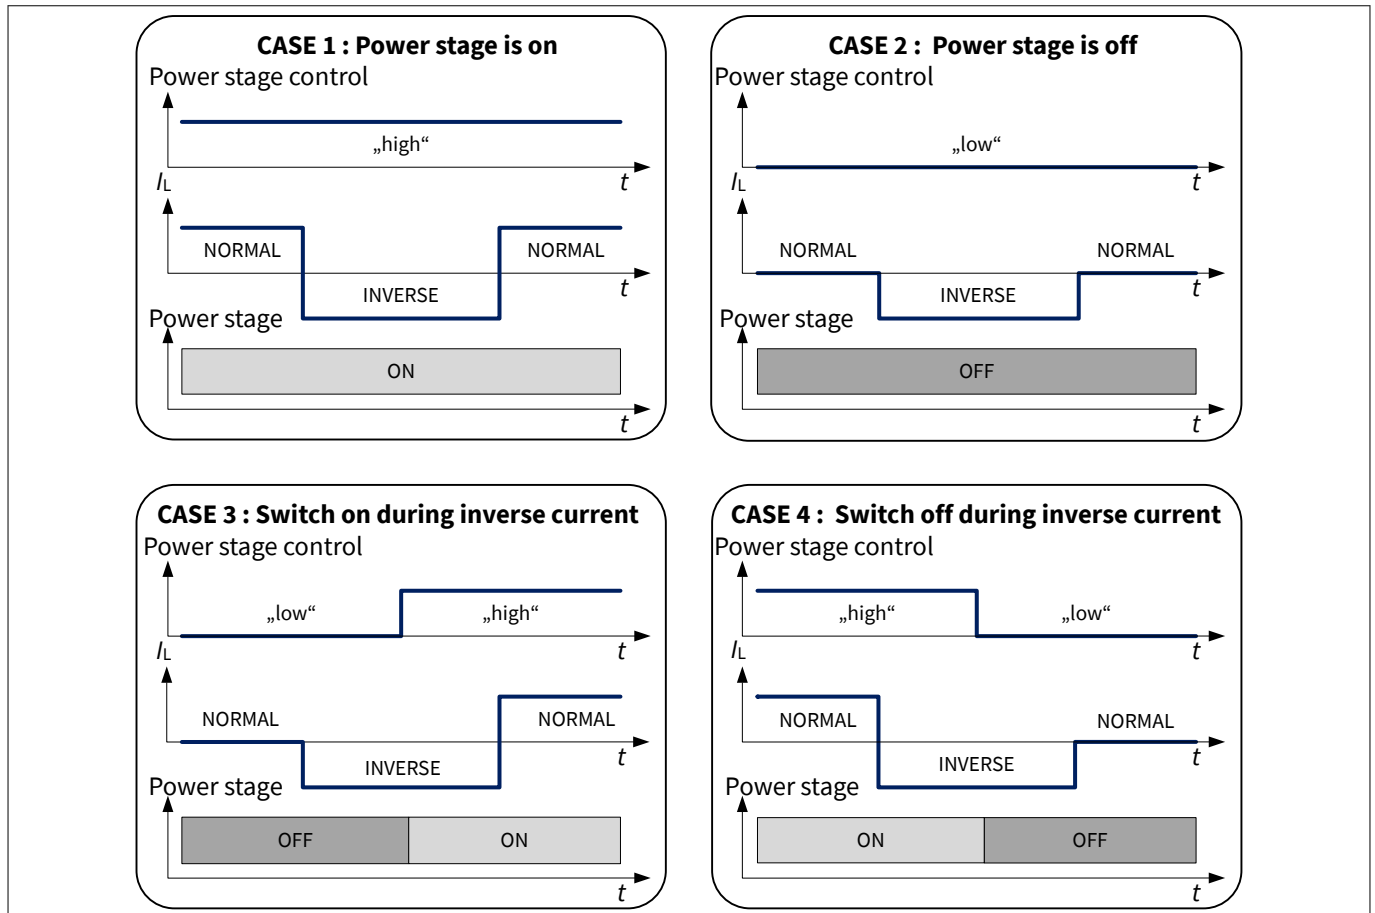 CASE 1 : Power stage is on
Power stage control
„high“
t
IL
NORMAL
NORMAL
INVERSE
t
Power stage
ON
t
CASE 2 :  Power stage is off
Power stage control
„low“
t
IL
NORMAL
NORMAL
INVERSE
t
Power stage
OFF
t
CASE 3 : Switch on during inverse current
Power stage control
„low“
„high“
t
IL
NORMAL
NORMAL
INVERSE
t
Power stage
OFF
ON
t
CASE 4 :  Switch off during inverse current
Power stage control
„high“
„low“
t
IL
NORMAL
NORMAL
INVERSE
t
Power stage
ON
OFF
t